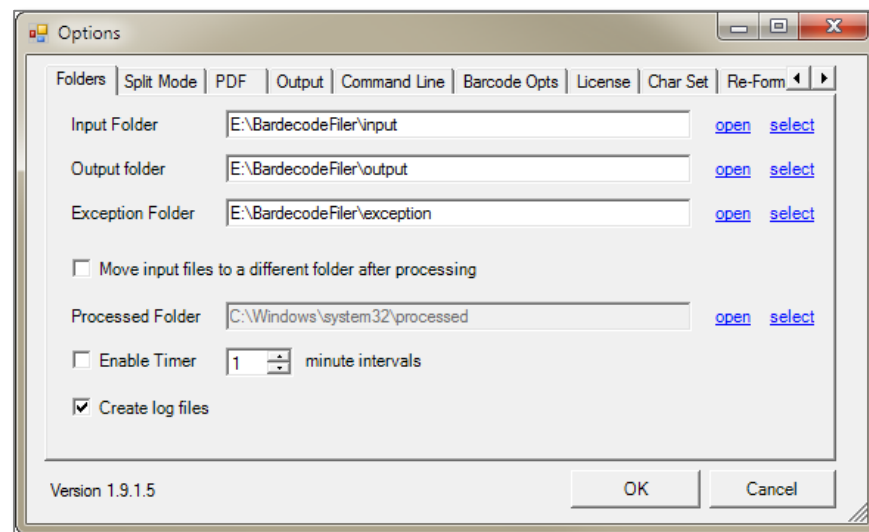 Options
Folders Split Mode PDF Output Command Line Barcode Opts License Char Set Re-Form
Input Folder E:\BardecodeFiler\input open select
Output folder E:\BardecodeFiler\output open select
Exception Folder E:\BardecodeFiler\exception open select
Move input files to a different folder after processing
Processed Folder C:\Windows\system32\processed open select
Enable Timer 1 minute intervals
Create log files
Version 1.9.1.5 OK Cancel